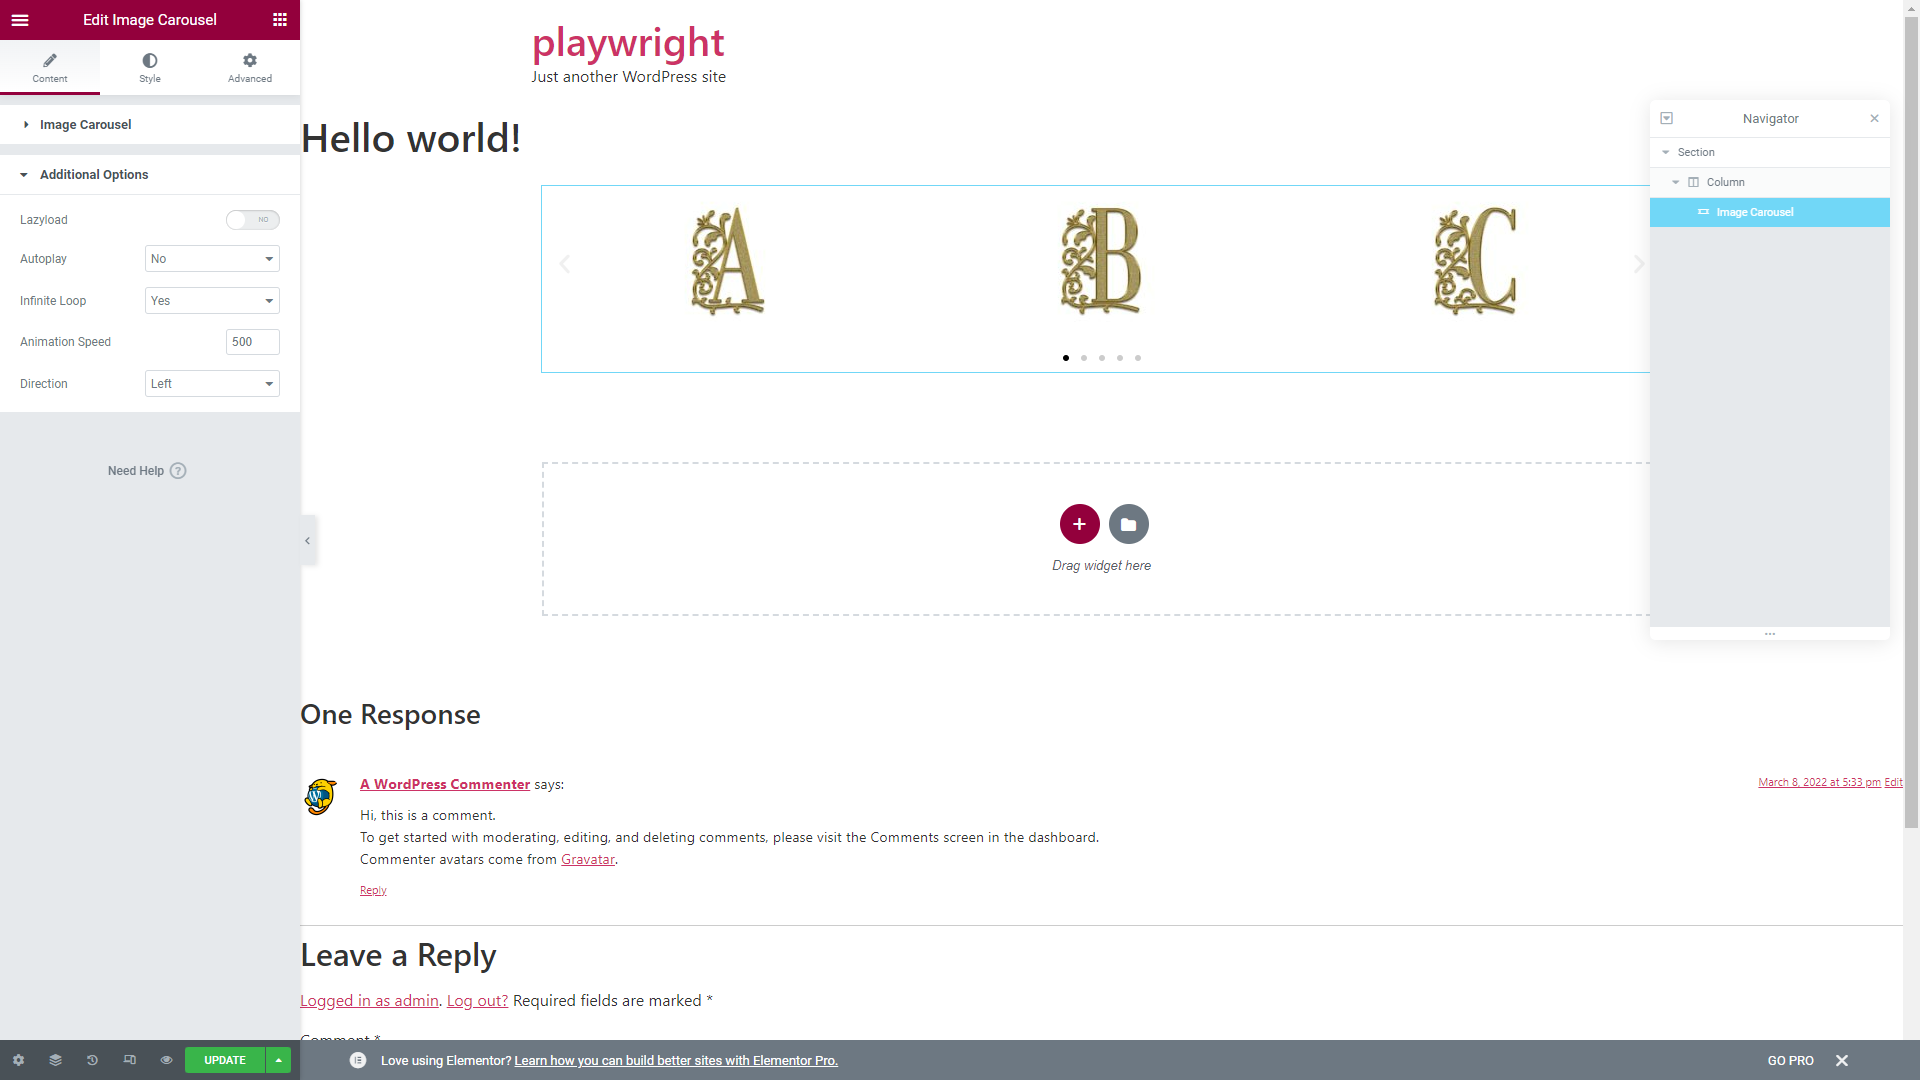 Edit Image Carousel
Content
Style
Advanced
Image Carousel
Additional Options
Lazyload
NO
Autoplay
No
Infinite Loop
Yes
Animation Speed
500
Direction
Left
Need Help ?
UPDATE
playwright
Just another WordPress site
Hello world!
A
B
C
Drag widget here
One Response
A WordPress Commenter says:
March 8, 2022 at 5:33 pm Edit
Hi, this is a comment.
To get started with moderating, editing, and deleting comments, please visit the Comments screen in the dashboard.
Commenter avatars come from Gravatar.
Reply
Leave a Reply
Logged in as admin. Log out? Required fields are marked *
Comment *
Navigator
Section
Column
Image Carousel
Love using Elementor? Learn how you can build better sites with Elementor Pro.
GO PRO